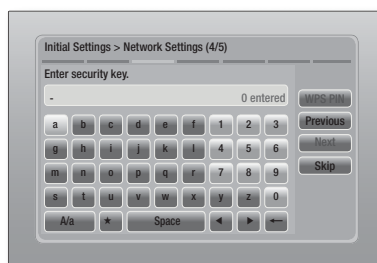 Initial Settings > Network Settings (4/5)
Enter security key.
- 0 entered
WPS PIN
a b c d e f 1 2 3
Previous
g h i j k l 4 5 6
Next
m n o p q r 7 8 9
Skip
s t u v w x y z 0
A/a * Space ◄ ► ←